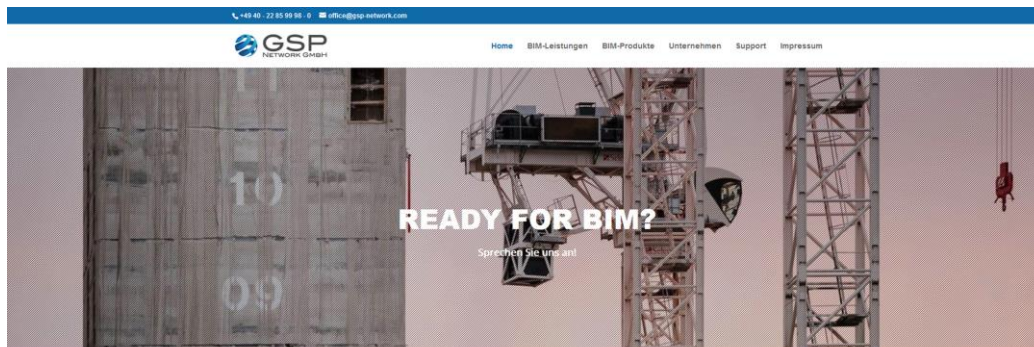 +49 40 - 22 85 99 98 - 0 office@gsp-network.com
GSP
NETWORK GMBH
Home BIM-Leistungen BIM-Produkte Unternehmen Support Impressum
11
10
READY FOR BIM?
Sprechen Sie uns an!
09